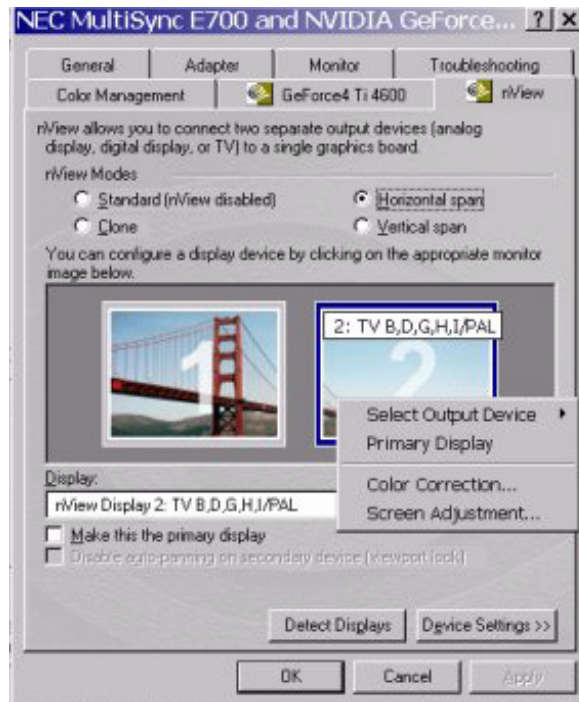 NEC MultiSync E700 and NVIDIA GeForce... ? ×
General Adapter Monitor Troubleshooting
Color Management GeForce4 Ti 4600 nView
nView allows you to connect two separate output devices (analog
display, digital display, or TV) to a single graphics board.
nView Modes
Standard (nView disabled) Horizontal span
Clone Vertical span
You can configure a display device by clicking on the appropriate monitor
image below.
1
2: TV B,D,G,H,I/PAL
2
Select Output Device
Primary Display
Color Correction...
Screen Adjustment...
Display:
nView Display 2: TV B,D,G,H,I/PAL
Make this the primary display
Disable auto-panning on secondary device (viewport lock)
Detect Displays Device Settings >>
OK Cancel Apply